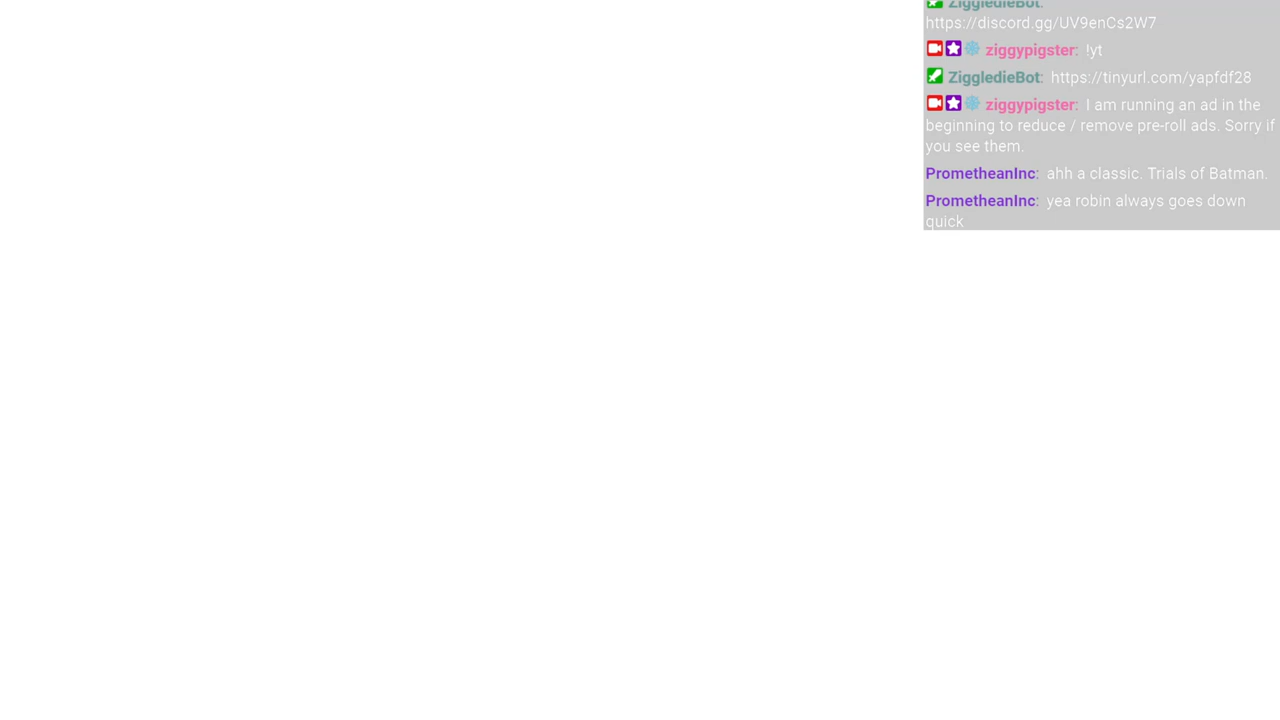 ZiggledieBot:
https://discord.gg/UV9enCs2W7
ziggypigster: !yt
ZiggledieBot: https://tinyurl.com/yapfdf28
ziggypigster: I am running an ad in the
beginning to reduce / remove pre-roll ads. Sorry if
you see them.
PrometheanInc: ahh a classic. Trials of Batman.
PrometheanInc: yea robin always goes down
quick